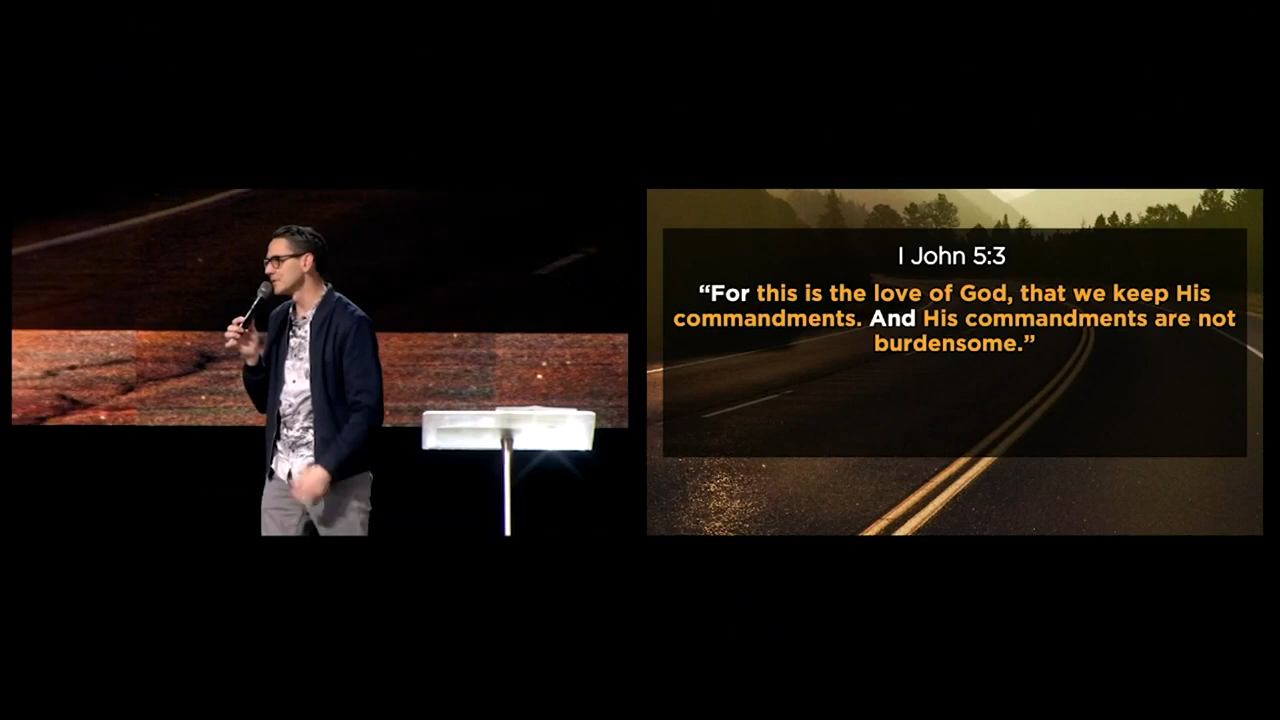 I John 5:3
“For this is the love of God, that we keep His
commandments. And His commandments are not
burdensome.”